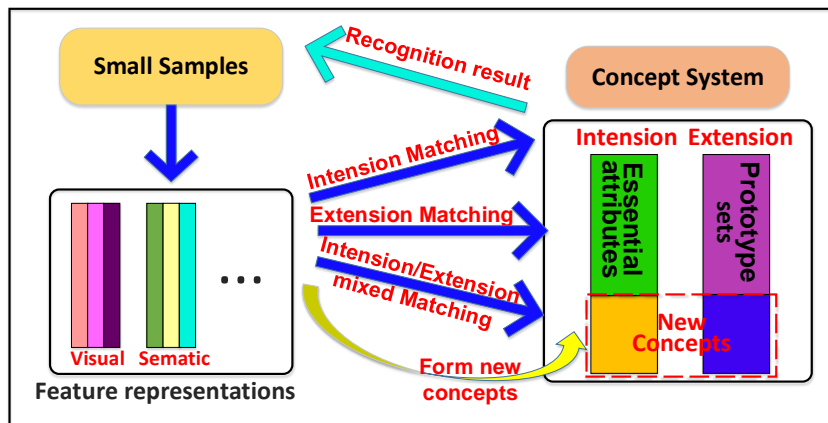 Small Samples
Recognition result
Concept System
Intension Extension
Essential
attributes
Prototype
sets
Intension Matching
Extension Matching
Intension/Extension
mixed Matching
...
Visual Sematic
Feature representations
New
Concepts
Form new
concepts